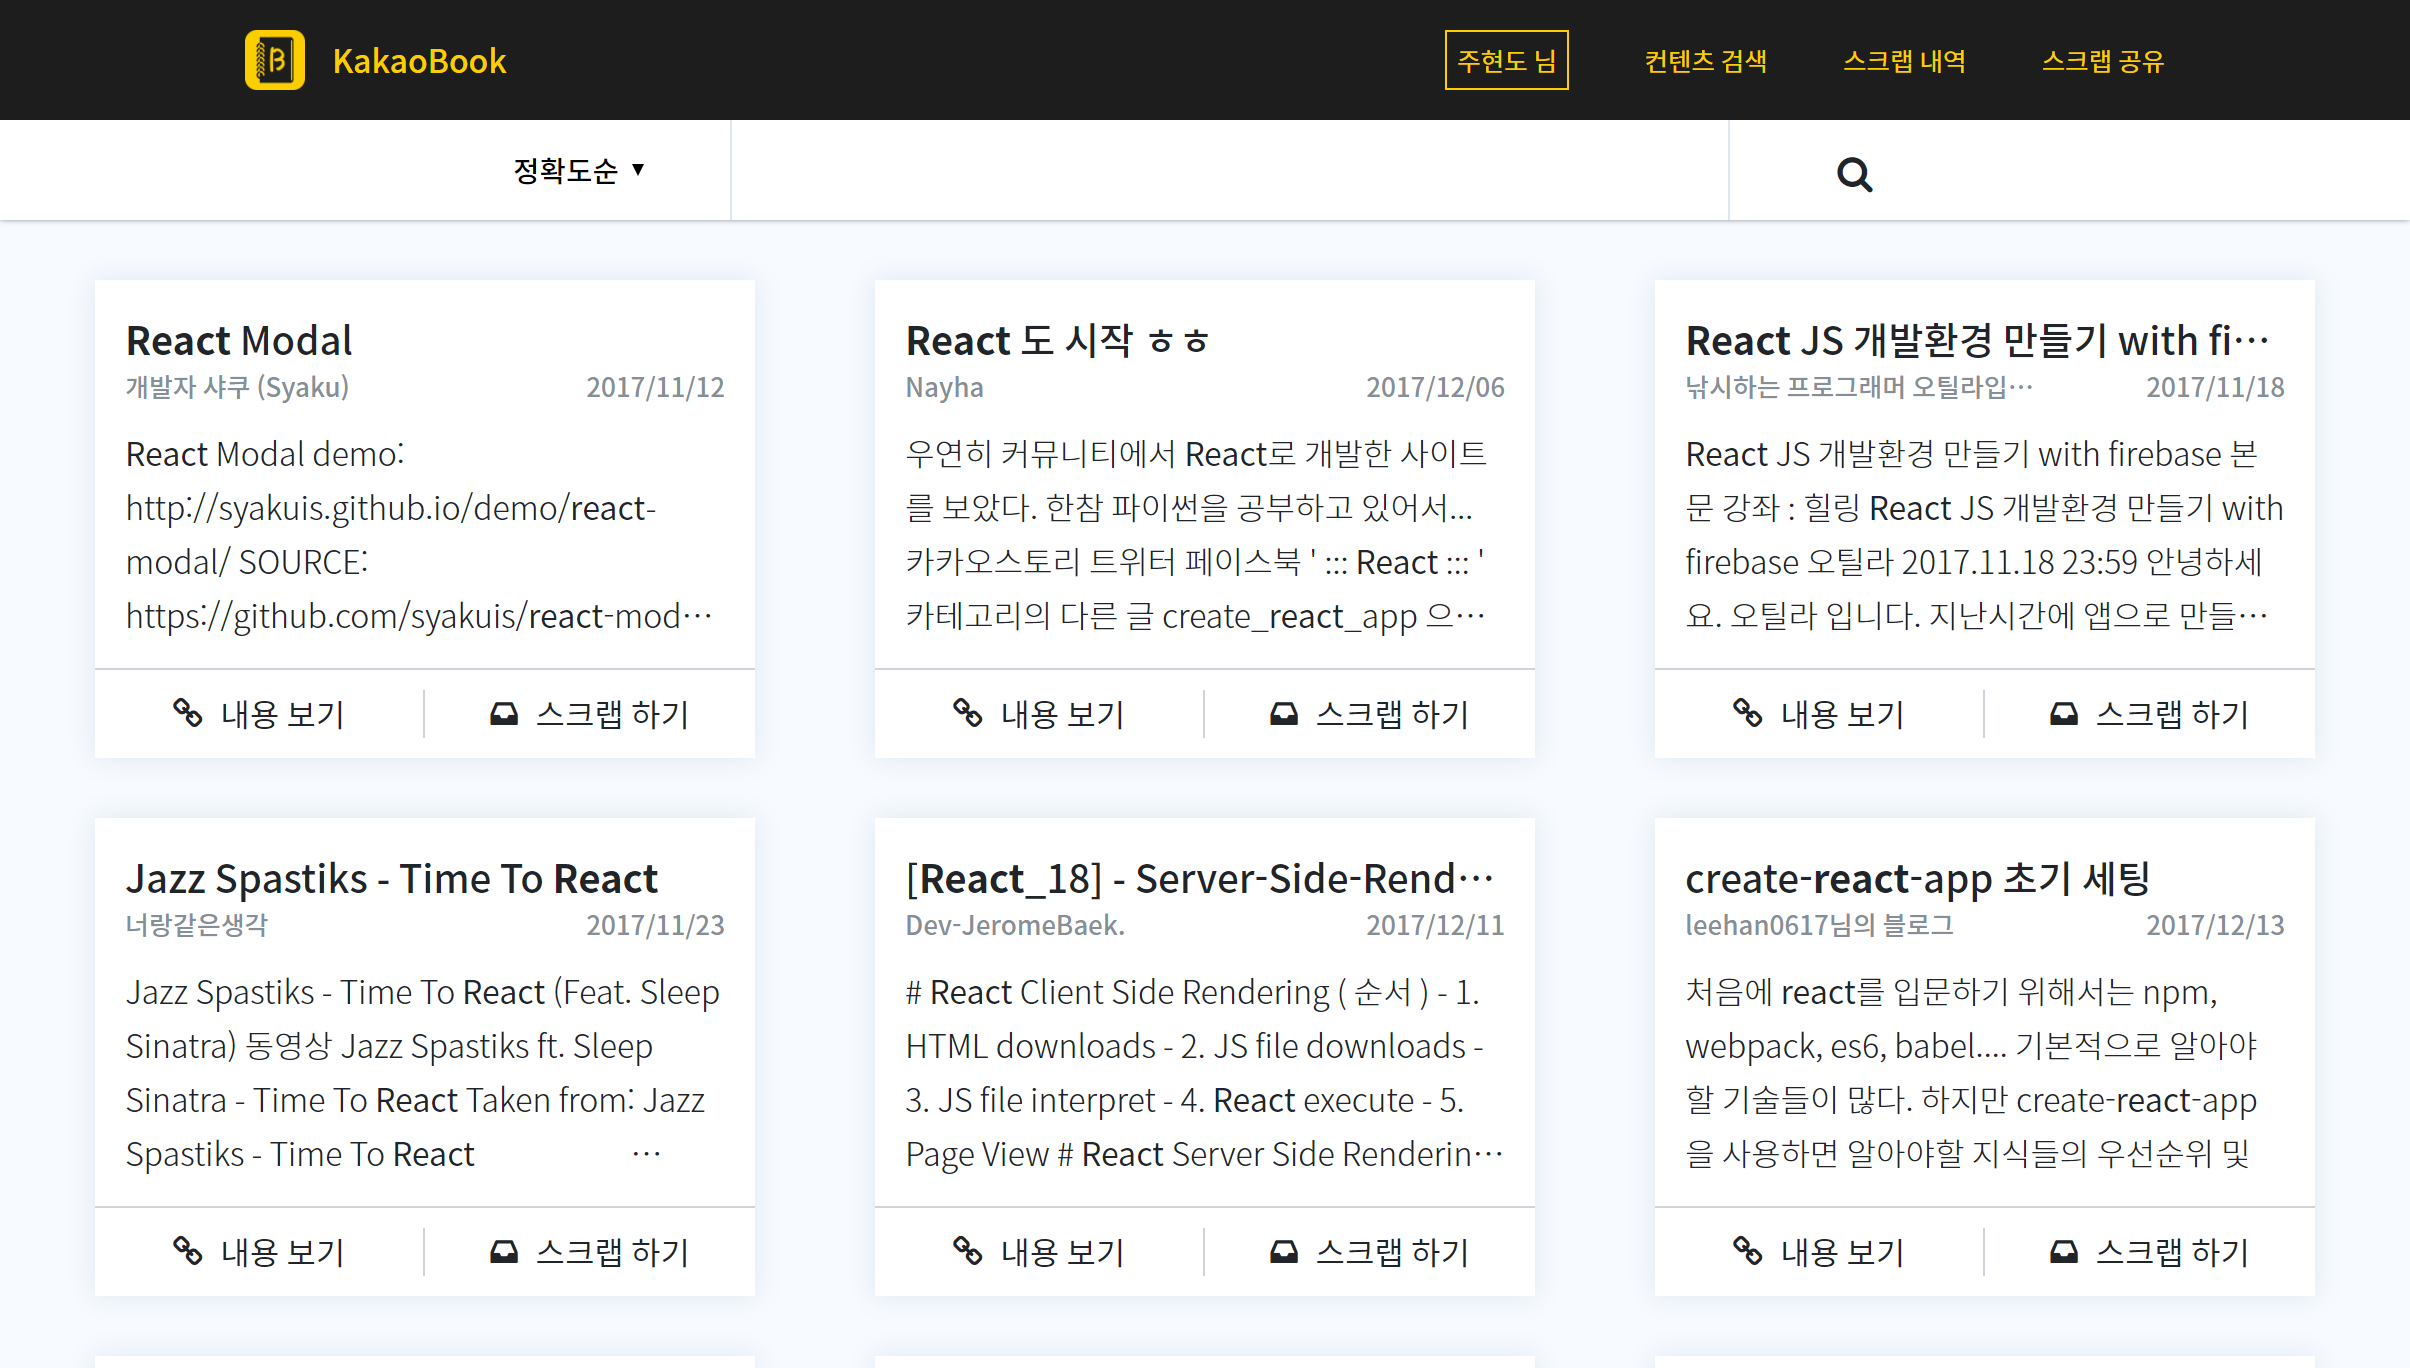 KakaoBook
주현도 님
컨텐츠 검색
스크랩 내역
스크랩 공유
정확도순 ▼
React Modal
개발자 샤쿠 (Syaku) 2017/11/12
React Modal demo:
http://syakuis.github.io/demo/react-
modal/ SOURCE:
https://github.com/syakuis/react-mod…
내용 보기
스크랩 하기
React 도 시작 ㅎㅎ
Nayha 2017/12/06
우연히 커뮤니티에서 React로 개발한 사이트
를 보았다. 한참 파이썬을 공부하고 있어서...
카카오스토리 트위터 페이스북 ' ::: React ::: '
카테고리의 다른 글 create_react_app 으…
내용 보기
스크랩 하기
React JS 개발환경 만들기 with fi…
낚시하는 프로그래머 오틸라입… 2017/11/18
React JS 개발환경 만들기 with firebase 본
문 강좌 : 힐링 React JS 개발환경 만들기 with
firebase 오틸라 2017.11.18 23:59 안녕하세
요. 오틸라 입니다. 지난시간에 앱으로 만들…
내용 보기
스크랩 하기
Jazz Spastiks - Time To React
너랑같은생각 2017/11/23
Jazz Spastiks - Time To React (Feat. Sleep
Sinatra) 동영상 Jazz Spastiks ft. Sleep
Sinatra - Time To React Taken from: Jazz
Spastiks - Time To React …
내용 보기
스크랩 하기
[React_18] - Server-Side-Rend…
Dev-JeromeBaek. 2017/12/11
# React Client Side Rendering ( 순서 ) - 1.
HTML downloads - 2. JS file downloads -
3. JS file interpret - 4. React execute - 5.
Page View # React Server Side Renderin…
내용 보기
스크랩 하기
create-react-app 초기 세팅
leehan0617님의 블로그 2017/12/13
처음에 react를 입문하기 위해서는 npm,
webpack, es6, babel.... 기본적으로 알아야
할 기술들이 많다. 하지만 create-react-app
을 사용하면 알아야할 지식들의 우선순위 및
내용 보기
스크랩 하기